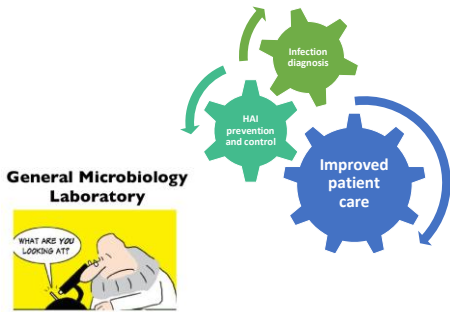 Infection
diagnosis
HAI
prevention
and control
Improved
patient
care
General Microbiology
Laboratory
WHAT ARE YOU
LOOKING AT?